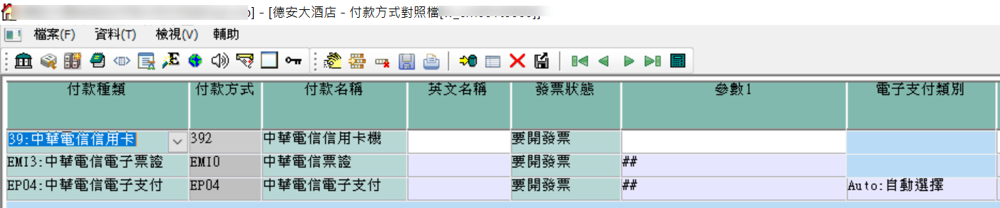 ] - [德安大酒店 - 付款方式對照檔
檔案(F) 資料(T) 檢視(V) 輔助
付款種類 付款方式 付款名稱 英文名稱 發票狀態 參數1 電子支付類別
39:中華電信信用卡 392 中華電信信用卡機 要開發票
EMI3:中華電信電子票證 EMI0 中華電信票證 要開發票 ##
EP04:中華電信電子支付 EP04 中華電信電子支付 要開發票 ## Auto:自動選擇